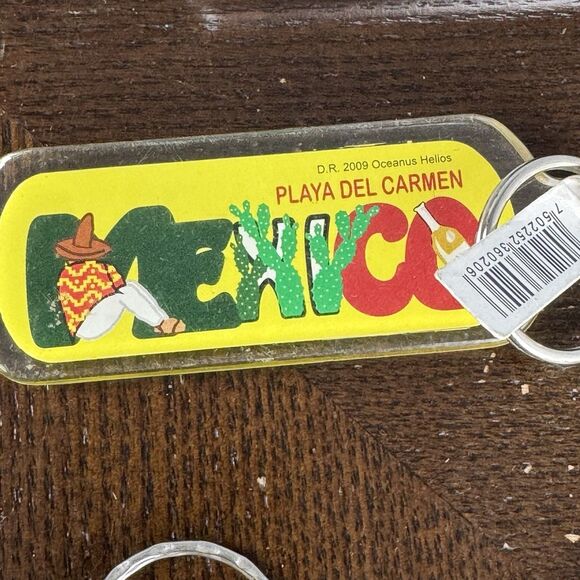 D.R. 2009 Oceanus Helios
PLAYA DEL CARMEN
MEXICO
7502252360206